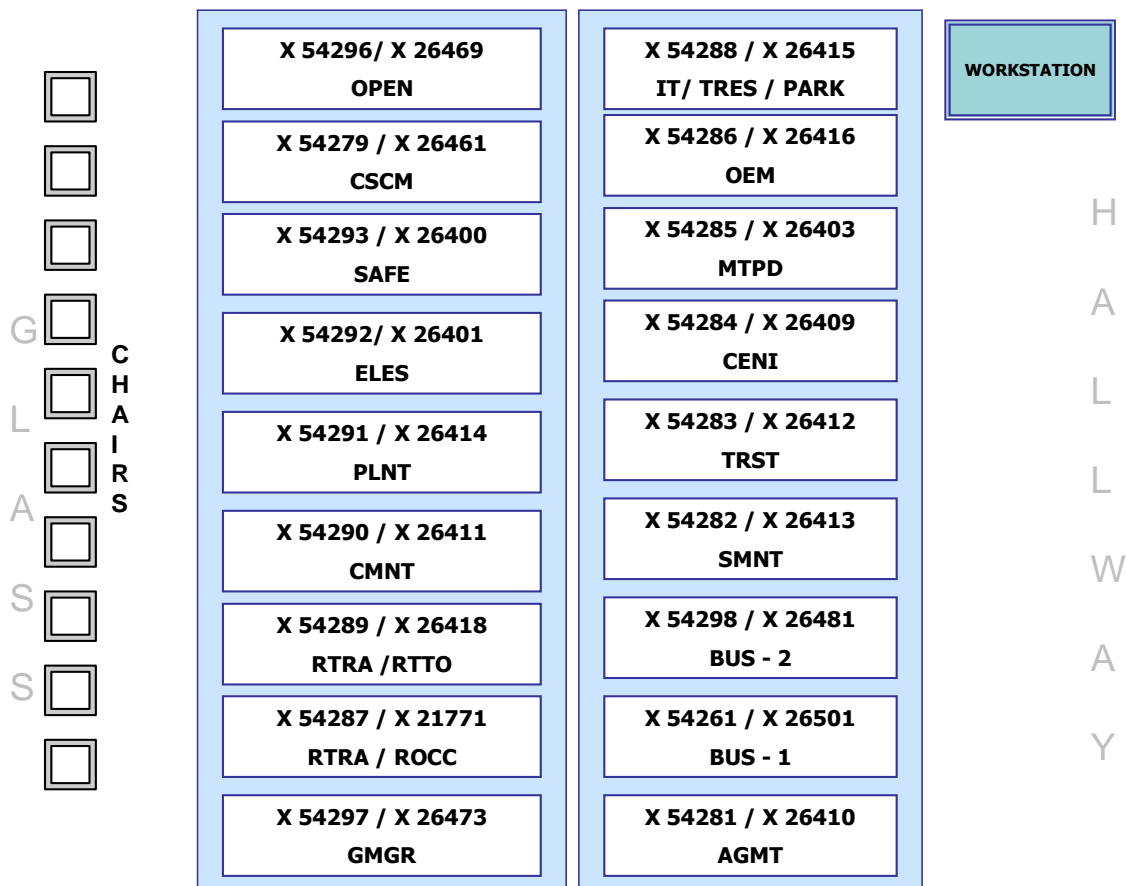 GLASS
CHAIRS
X 54296/ X 26469
OPEN
X 54279 / X 26461
CSCM
X 54293 / X 26400
SAFE
X 54292/ X 26401
ELES
X 54291 / X 26414
PLNT
X 54290 / X 26411
CMNT
X 54289 / X 26418
RTRA /RTTO
X 54287 / X 21771
RTRA / ROCC
X 54297 / X 26473
GMGR
X 54288 / X 26415
IT/ TRES / PARK
X 54286 / X 26416
OEM
X 54285 / X 26403
MTPD
X 54284 / X 26409
CENI
X 54283 / X 26412
TRST
X 54282 / X 26413
SMNT
X 54298 / X 26481
BUS - 2
X 54261 / X 26501
BUS - 1
X 54281 / X 26410
AGMT
WORKSTATION
HALLWAY